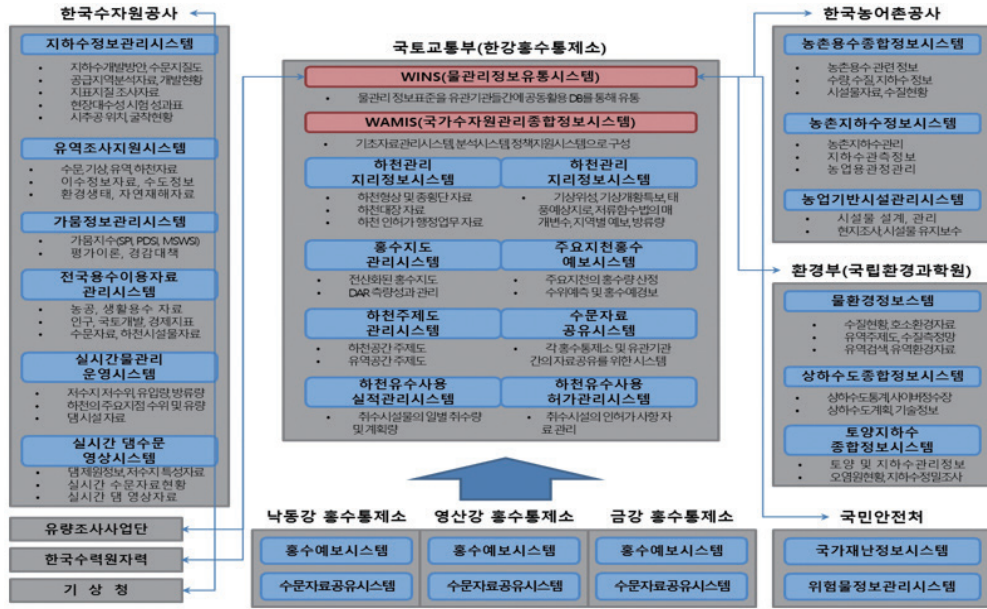 한국수자원공사
지하수정보관리시스템
• 지하수개발방안, 수문지질도
• 공급지역분석자료, 개발현황
• 지표지질 조사자료
• 현장대수성 시험 성과표
• 시추공 위치, 굴착현황
유역조사지원시스템
• 수문, 기상, 유역, 하천자료
• 이수정보자료, 수도정보
• 환경생태, 자연재해자료
가뭄정보관리시스템
• 가뭄지수(SPI, PDSI, MSWSI)
• 평가이론, 경감대책
전국용수이용자료
관리시스템
• 농공, 생활용수 자료
• 인구, 국토개발, 경제지표
• 수문자료, 하천시설물자료
실시간물관리
운영시스템
• 저수지 저수위, 유입량, 방류량
• 하천의 주요지점 수위 및 유량
• 댐시설 자료
실시간 댐수문
영상시스템
• 댐제원정보, 저수지 특성자료
• 실시간 수문자료현황
• 실시간 댐 영상자료
유량조사사업단
한국수력원자력
기 상 청
국토교통부(한강홍수통제소)
WINS(물관리정보유통시스템)
• 물관리 정보표준을 유관기관들간에 공동활용 DB를 통해 유통
WAMIS(국가수자원관리종합정보시스템)
• 기초자료관리시스템, 분석시스템, 정책지원시스템으로 구성
하천관리
지리정보시스템
• 하천형상 및 종횡단 자료
• 하천대장 자료
• 하천 인허가 행정업무 자료
하천관리
지리정보시스템
• 기상위성, 기상개황특보, 태
풍예상지로, 저류함수법의 매
개변수, 지역별 예보, 방류량
홍수지도
관리시스템
• 전산화된 홍수지도
• DAR 측량성과 관리
주요지천홍수
예보시스템
• 주요지천의 홍수량 산정
• 수위예측 및 홍수예경보
하천주제도
관리시스템
• 하천공간 주제도
• 유역공간 주제도
수문자료
공유시스템
• 각 홍수통제소 및 유관기관
간의 자료공유를 위한 시스템
하천유수사용
실적관리시스템
• 취수시설물의 일별 취수량
및 계획량
하천유수사용
허가관리시스템
• 취수시설의 인허가 사항 자
료 관리
낙동강 홍수통제소
홍수예보시스템
수문자료공유시스템
영산강 홍수통제소
홍수예보시스템
수문자료공유시스템
금강 홍수통제소
홍수예보시스템
수문자료공유시스템
한국농어촌공사
농촌용수종합정보시스템
• 농촌용수 관련 정보
• 수량, 수질, 지하수 정보
• 시설물자료, 수질현황
농촌지하수정보시스템
• 농촌지하수관리
• 지하수관측정보
• 농업용관정관리
농업기반시설관리시스템
• 시설물 설계, 관리
• 현지조사, 시설물 유지보수
환경부(국립환경과학원)
물환경정보스템
• 수질현황, 호소환경자료
• 유역주제도, 수질측정망
• 유역검색, 유역환경자료
상하수도종합정보시스템
• 상하수도통계, 사이버정수장
• 상하수도계획, 기술정보
토양지하수
종합정보시스템
• 토양 및 지하수관리정보
• 오염원현황, 지하수정밀조사
국민안전처
국가재난정보시스템
위험물정보관리시스템